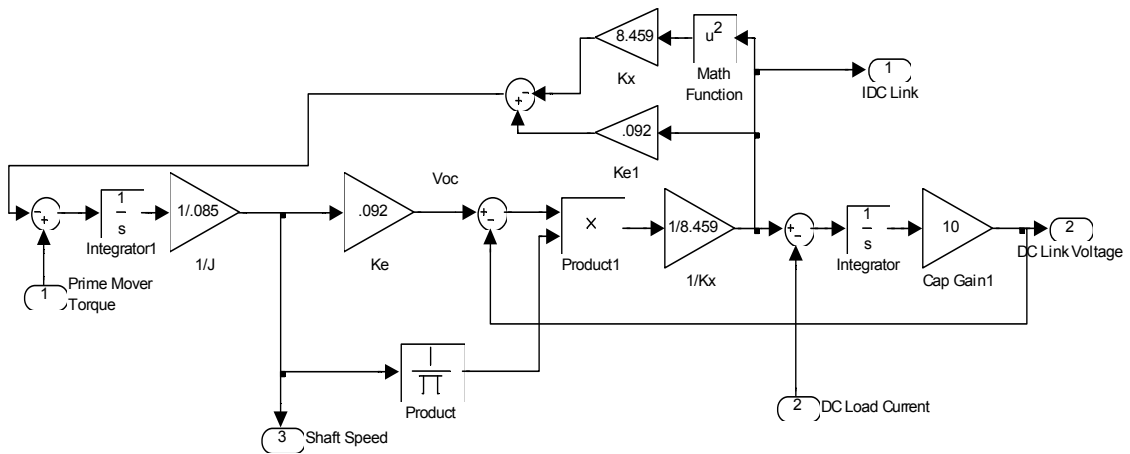 8.459
Kx
u2
Math
Function
1
IDC Link
.092
Ke1
- +
- +
1
s
Integrator1
1/.085
1/J
.092
Ke
Voc
+ -
X
Product1
1/8.459
1/Kx
+ -
1
s
Integrator
10
Cap Gain1
2
DC Link Voltage
1
Prime Mover
Torque
Product
2
DC Load Current
3
Shaft Speed